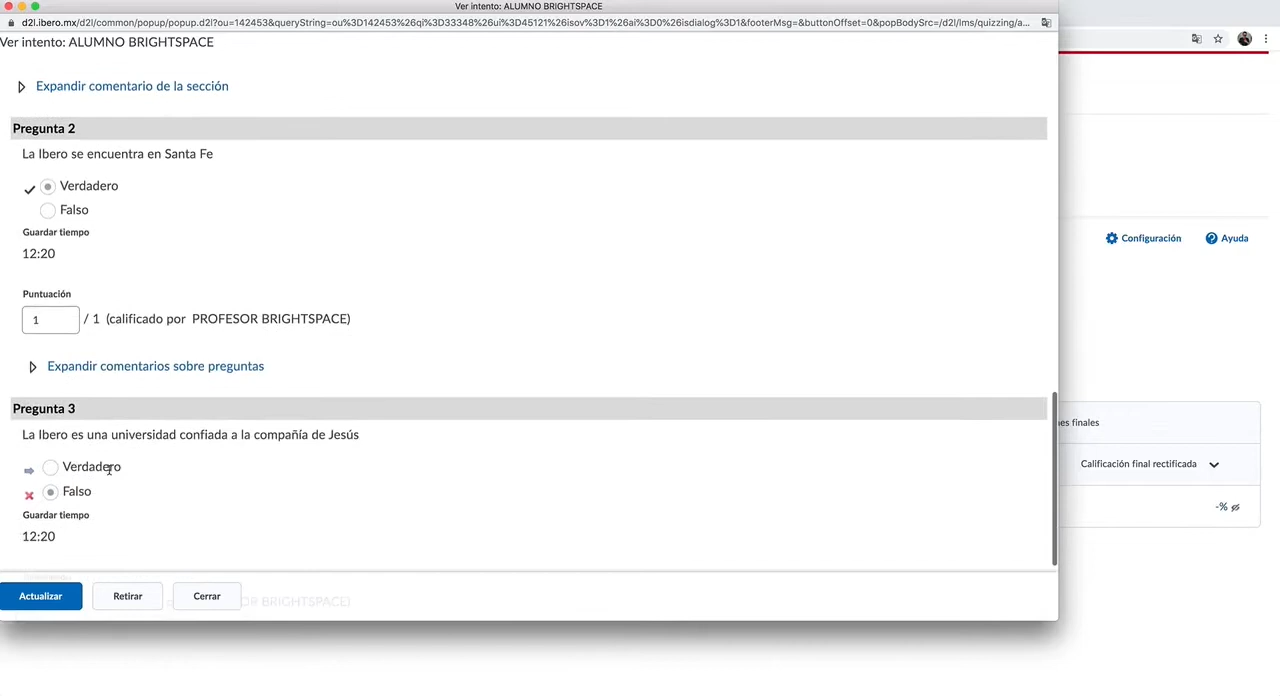 Ver intento: ALUMNO BRIGHTSPACE
d2l.ibero.mx/d2l/common/popup/popup.d2l?ou=142453&queryString=ou%3D142453%26qi%3D33348%26ui%3D45121%26isov%3D1%26ai%3D0%26isdialog%3D1&footerMsg=&buttonOffset=0&popBodySrc=/d2l/lms/quizzing/a...
Ver intento: ALUMNO BRIGHTSPACE
Expandir comentario de la sección
Pregunta 2
La Ibero se encuentra en Santa Fe
Verdadero
Falso
Guardar tiempo
12:20
Configuración
Ayuda
Puntuación
1 / 1 (calificado por PROFESOR BRIGHTSPACE)
Expandir comentarios sobre preguntas
Pregunta 3
La Ibero es una universidad confiada a la compañía de Jesús
Verdadero
Falso
Guardar tiempo
12:20
nes finales
Calificación final rectificada
-%
Actualizar
Retirar
Cerrar
OR BRIGHTSPACE)